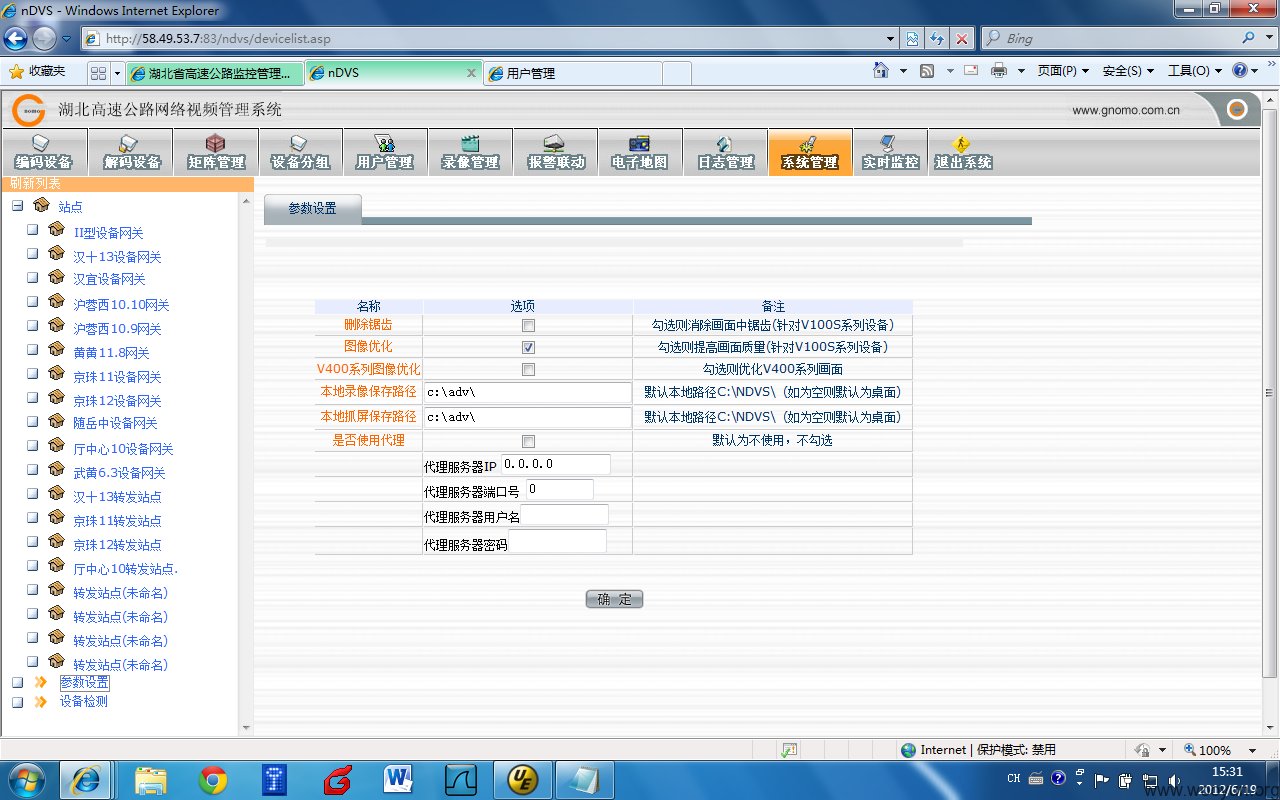 nDVS - Windows Internet Explorer
http://58.49.53.7:83/ndvs/devicelist.asp
Bing
收藏夹
湖北省高速公路监控管理...
nDVS
用户管理
页面(P)
安全(S)
工具(O)
gnomo
湖北高速公路网络视频管理系统
www.gnomo.com.cn
编码设备
解码设备
矩阵管理
设备分组
用户管理
录像管理
报警联动
电子地图
日志管理
系统管理
实时监控
退出系统
刷新列表
站点
II型设备网关
汉十13设备网关
汉宜设备网关
沪蓉西10.10网关
沪蓉西10.9网关
黄黄11.8网关
京珠11设备网关
京珠12设备网关
随岳中设备网关
厅中心10设备网关
武黄6.3设备网关
汉十13转发站点
京珠11转发站点
京珠12转发站点
厅中心10转发站点.
转发站点(未命名)
转发站点(未命名)
转发站点(未命名)
转发站点(未命名)
参数设置
设备检测
参数设置
名称 选项 备注
删除锯齿 勾选则消除画面中锯齿(针对V100S系列设备)
图像优化 勾选则提高画面质量(针对V100S系列设备)
V400系列图像优化 勾选则优化V400系列画面
本地录像保存路径 c:\adv\ 默认本地路径C:\NDVS\（如为空则默认为桌面）
本地抓屏保存路径 c:\adv\ 默认本地路径C:\NDVS\（如为空则默认为桌面）
是否使用代理 默认为不使用，不勾选
代理服务器IP 0.0.0.0
代理服务器端口号 0
代理服务器用户名
代理服务器密码
确 定
Internet | 保护模式: 禁用
100%
CH
15:31
2012/6/19